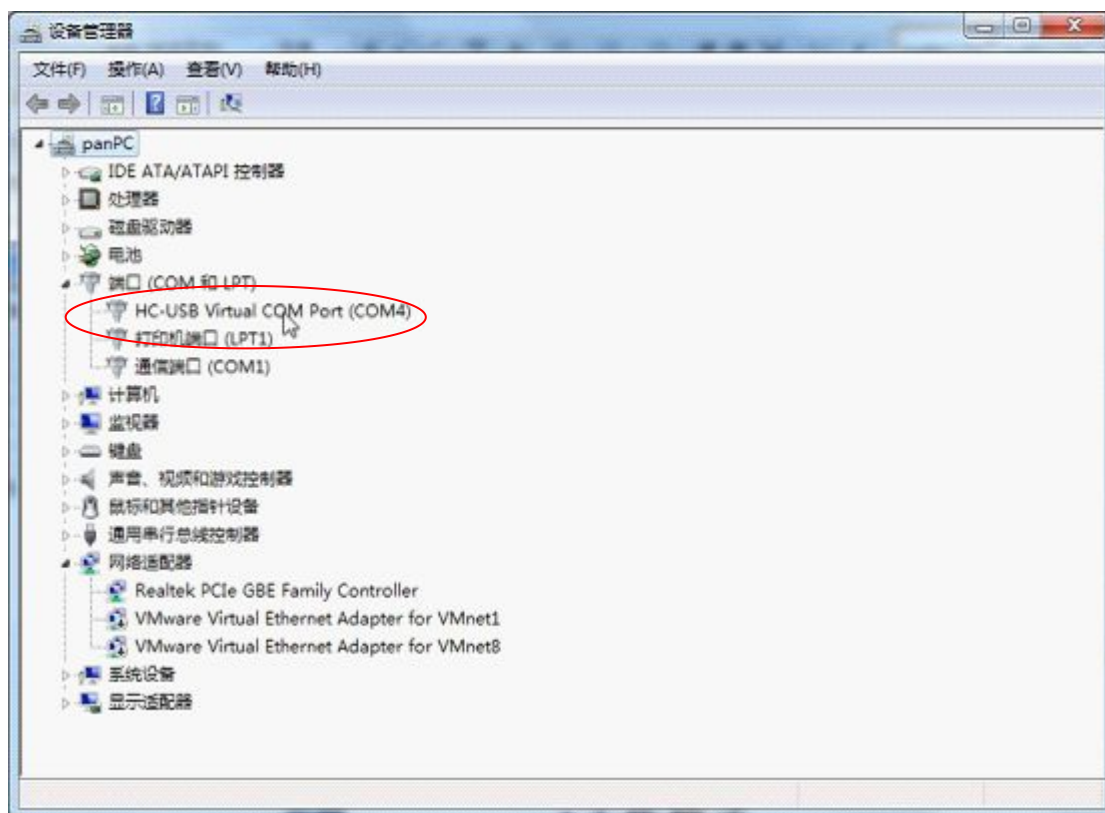 设备管理器
文件(F) 操作(A) 查看(V) 帮助(H)
panPC
IDE ATA/ATAPI 控制器
处理器
磁盘驱动器
电池
端口 (COM 和 LPT)
HC-USB Virtual COM Port (COM4)
打印机端口 (LPT1)
通信端口 (COM1)
计算机
监视器
键盘
声音、视频和游戏控制器
鼠标和其他指针设备
通用串行总线控制器
网络适配器
Realtek PCIe GBE Family Controller
VMware Virtual Ethernet Adapter for VMnet1
VMware Virtual Ethernet Adapter for VMnet8
系统设备
显示适配器